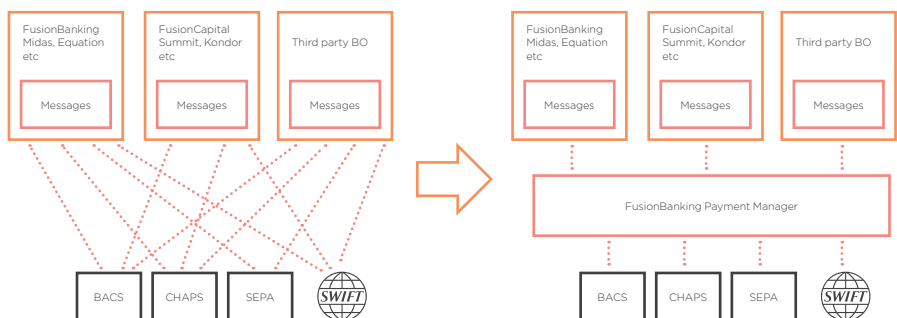 FusionBanking
Midas, Equation
etc
Messages
FusionCapital
Summit, Kondor
etc
Messages
Third party BO
Messages
BACS
CHAPS
SEPA
SWIFT
FusionBanking
Midas, Equation
etc
Messages
FusionCapital
Summit, Kondor
etc
Messages
Third party BO
Messages
FusionBanking Payment Manager
BACS
CHAPS
SEPA
SWIFT